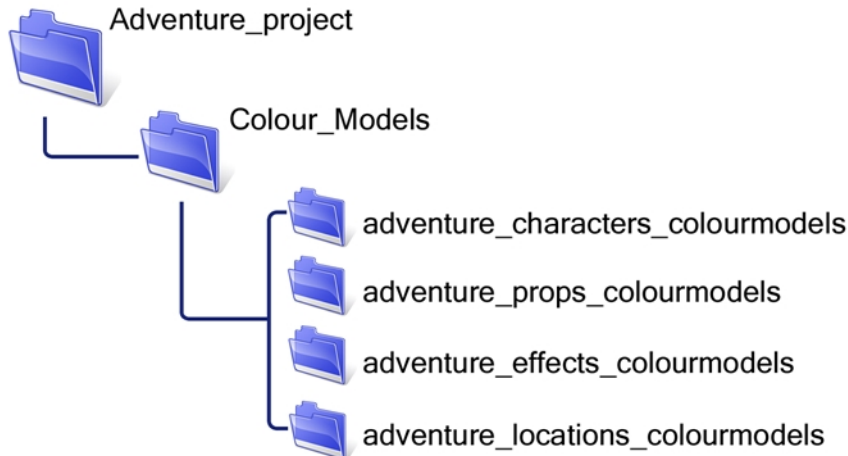 Adventure_project
Colour_Models
adventure_characters_colourmodels
adventure_props_colourmodels
adventure_effects_colourmodels
adventure_locations_colourmodels